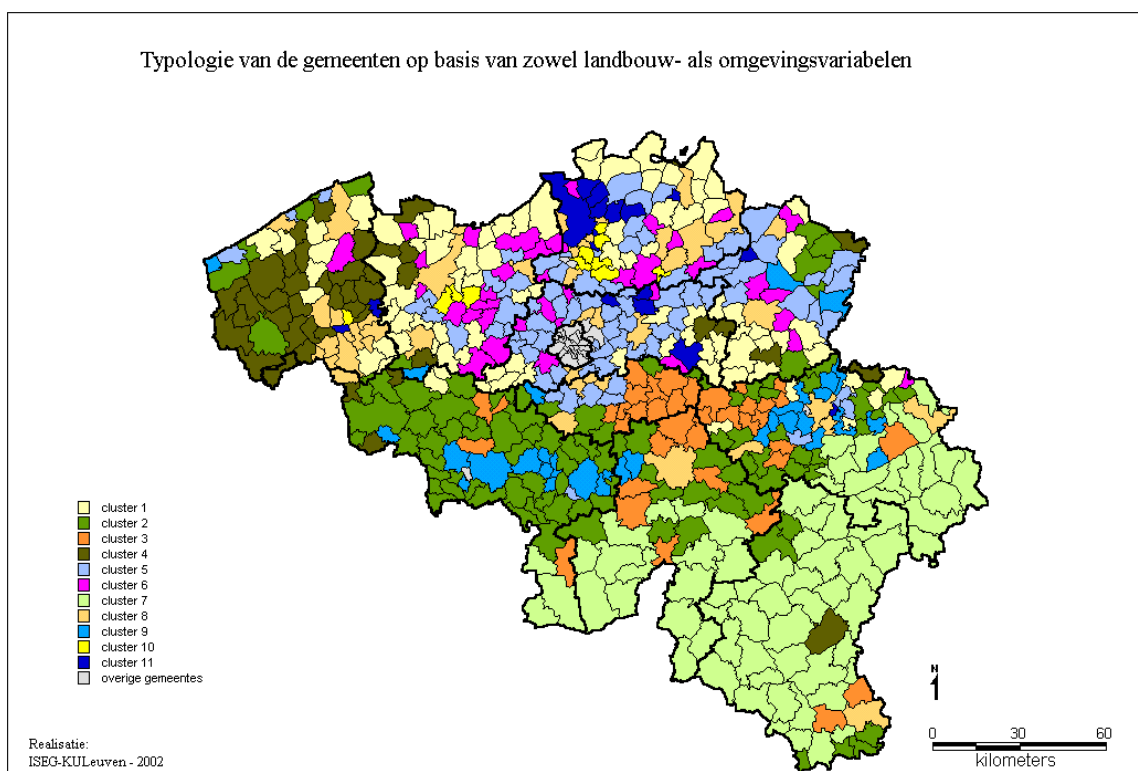 Typologie van de gemeenten op basis van zowel landbouw- als omgevingsvariabelen
cluster 1
cluster 2
cluster 3
cluster 4
cluster 5
cluster 6
cluster 7
cluster 8
cluster 9
cluster 10
cluster 11
overige gemeentes
N
0 30 60
kilometers
Realisatie:
ISEG-KULeuven - 2002